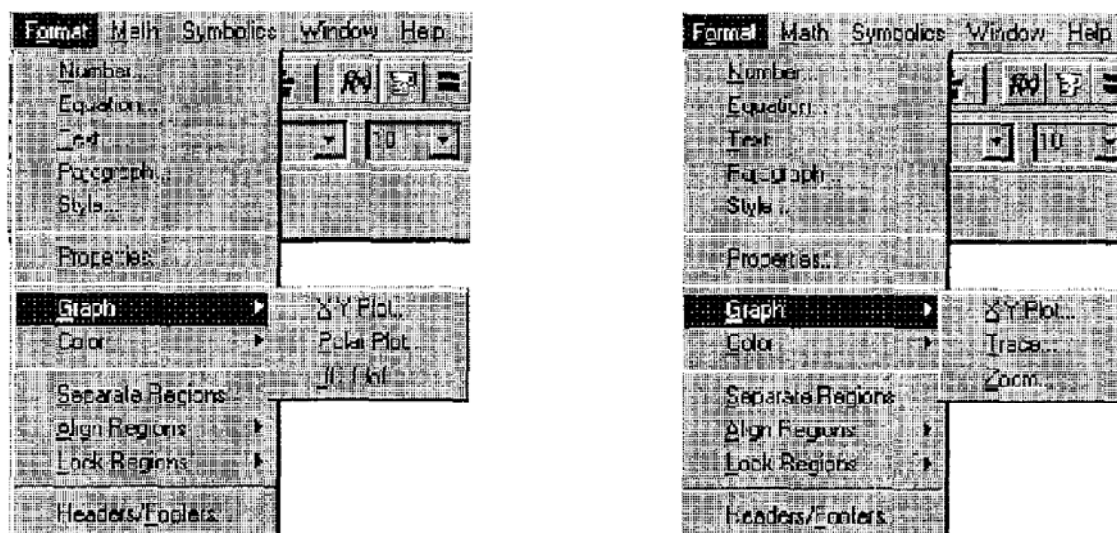 Format Math Symbolics Window Help
Number...
Equation...
Text...
10
Paragraph...
Style...
Properties...
Graph
X-Y Plot...
Color
Polar Plot...
Separate Regions
Align Regions
Lock Regions
Headers/Footers...
Format Math Symbolics Window Help
Number...
f(x)
Equation...
Text...
10
Paragraph...
Style...
Properties...
Graph
X-Y Plot...
Color
Trace...
Zoom...
Separate Regions
Align Regions
Lock Regions
Headers/Footers...